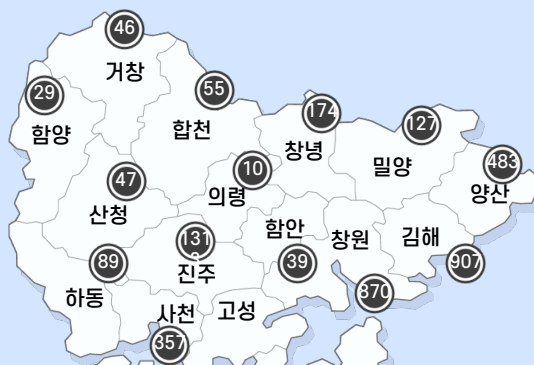 46
거창
29
함양
55
합천
174
창녕
127
밀양
483
양산
47
산청
10
의령
함안
창원
김해
131
진주
89
하동
39
907
870
사천
고성
357